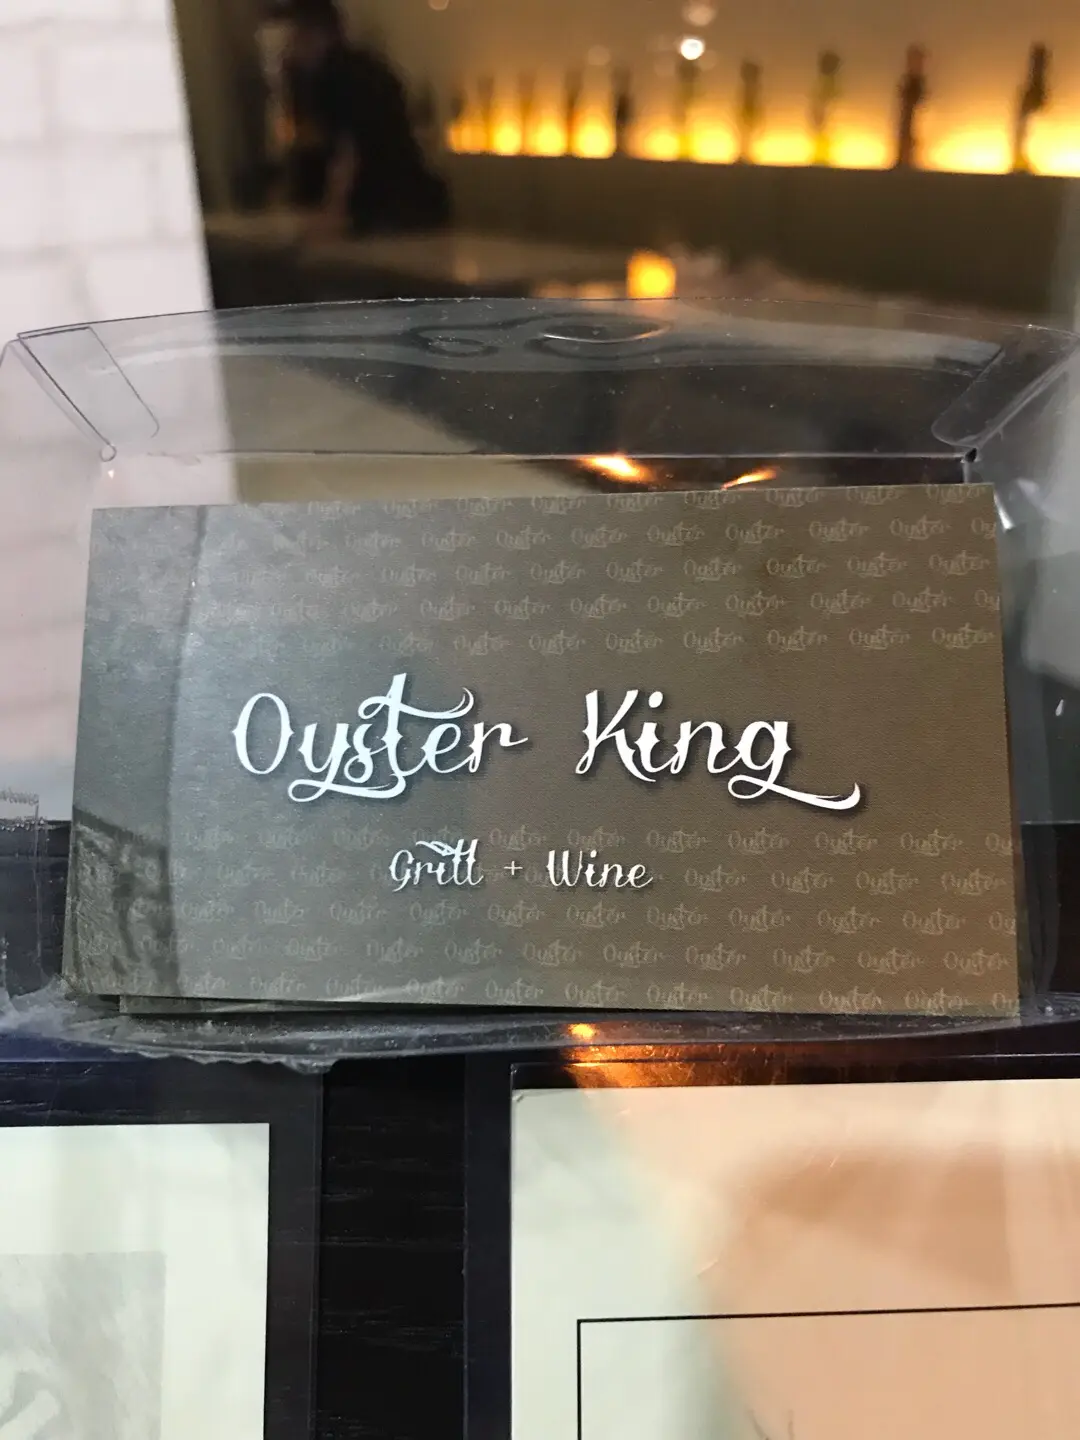 Oyster King
Grill + Wine